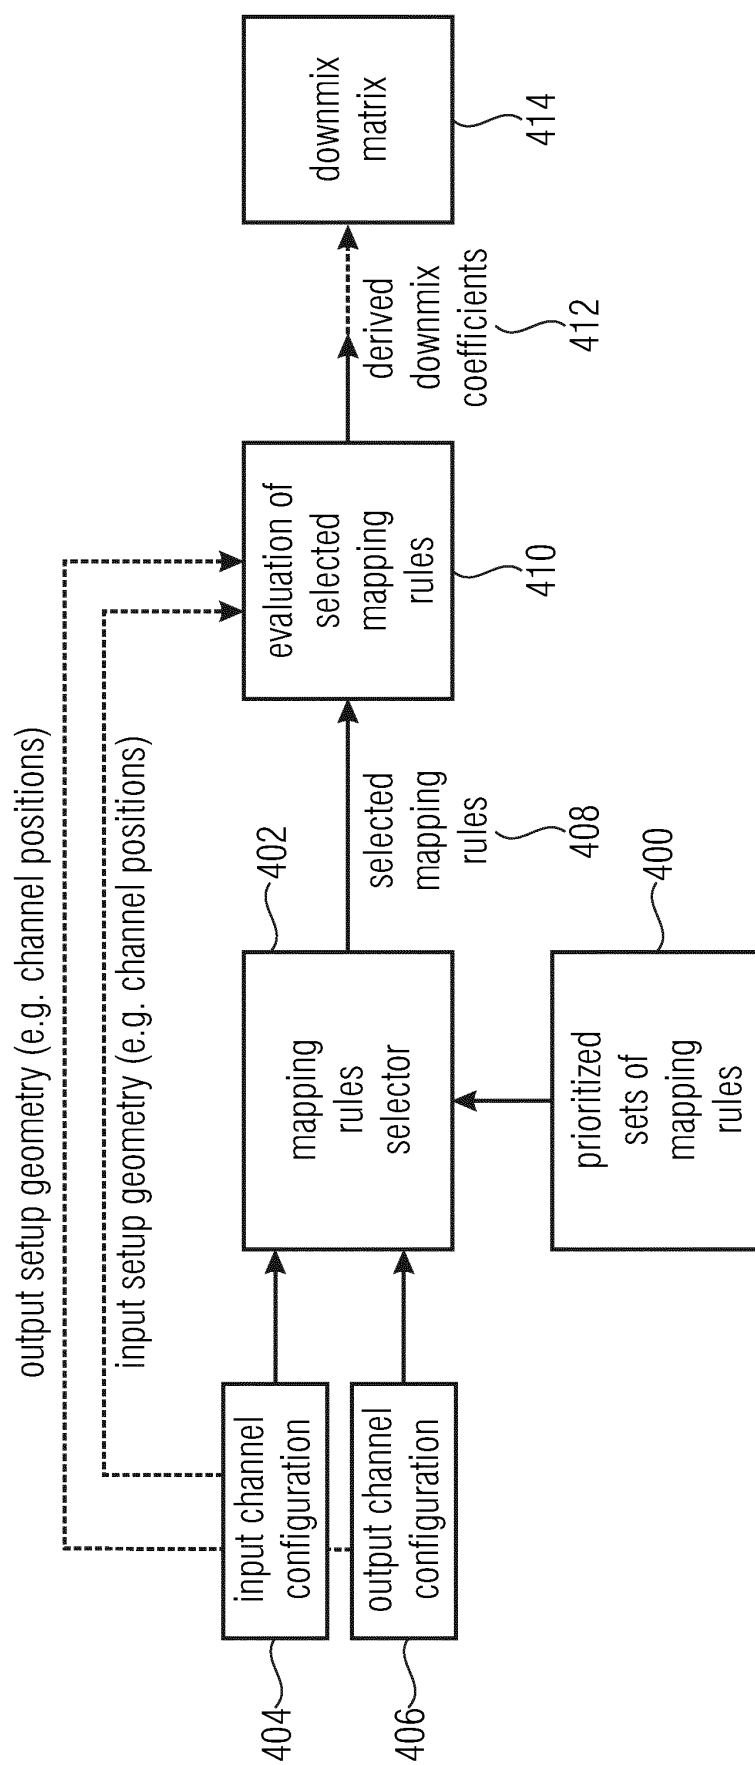 output setup geometry (e.g. channel positions)
input setup geometry (e.g. channel positions)
input channel
configuration
404
output channel
configuration
406
mapping
rules
selector
402
prioritized
sets of
mapping
rules
400
selected
mapping
rules
408
evaluation of
selected
mapping
rules
410
derived
downmix
coefficients
412
downmix
matrix
414